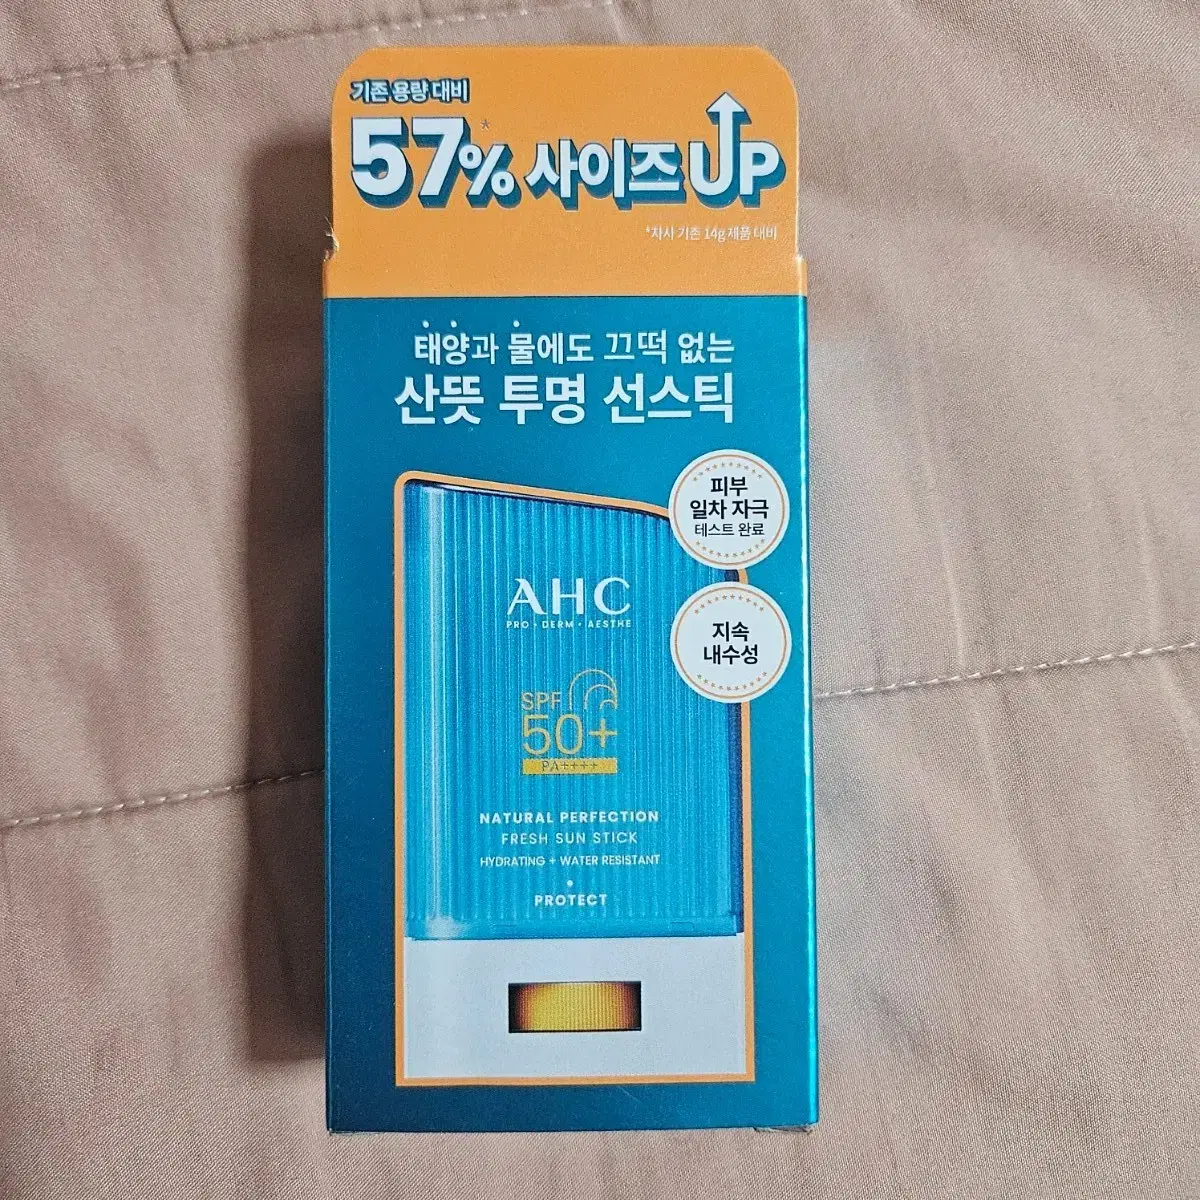 기존 용량 대비
57%* 사이즈 UP
*자사 기존 14g 제품 대비
태양과 물에도 끄떡 없는
산뜻 투명 선스틱
피부
일차 자극
테스트 완료
AHC
PRO • DERM • AESTHE
지속
내수성
SPF
50+
PA++++
NATURAL PERFECTION
FRESH SUN STICK
HYDRATING + WATER RESISTANT
PROTECT